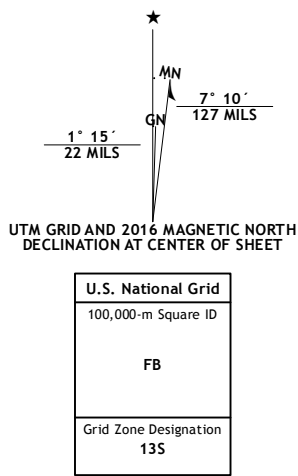 ★
MN
GN
7° 10´
127 MILS
1° 15´
22 MILS
UTM GRID AND 2016 MAGNETIC NORTH
DECLINATION AT CENTER OF SHEET
U.S. National Grid
100,000-m Square ID
FB
Grid Zone Designation
13S